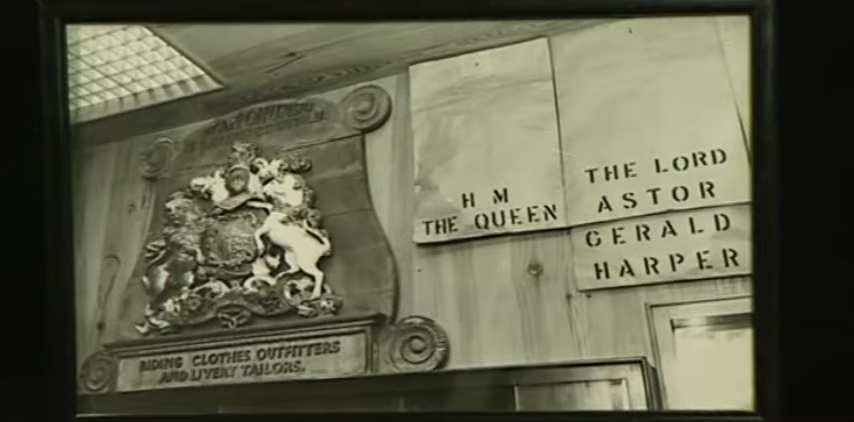 RIDING CLOTHES OUTFITTERS
AND LIVERY TAILORS.
H M
THE QUEEN
THE LORD
ASTOR
GERALD
HARPER